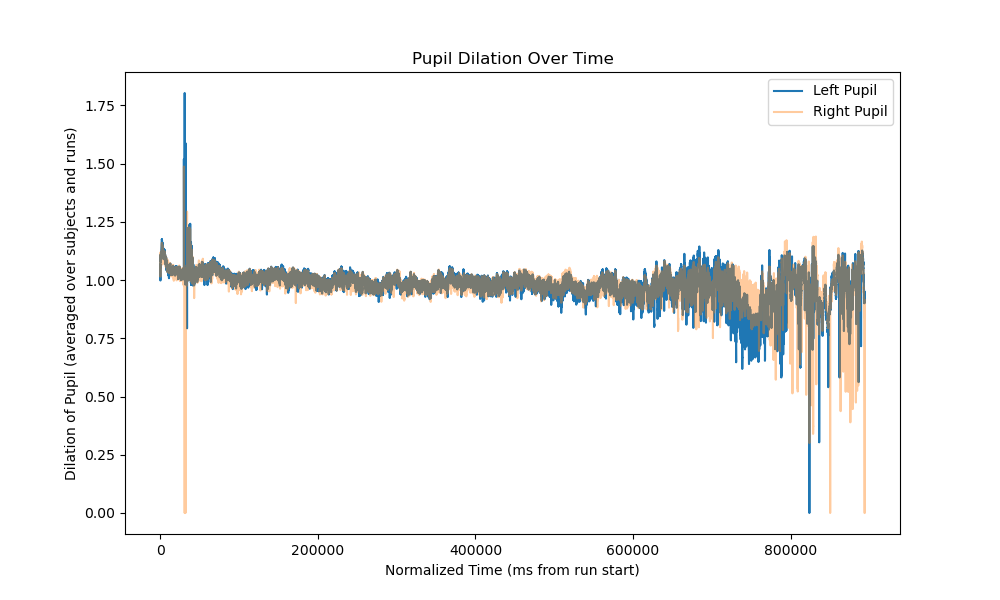 Pupil Dilation Over Time
Left Pupil
Right Pupil
Dilation of Pupil (averaged over subjects and runs)
1.75
1.50
1.25
1.00
0.75
0.50
0.25
0.00
0 200000 400000 600000 800000
Normalized Time (ms from run start)